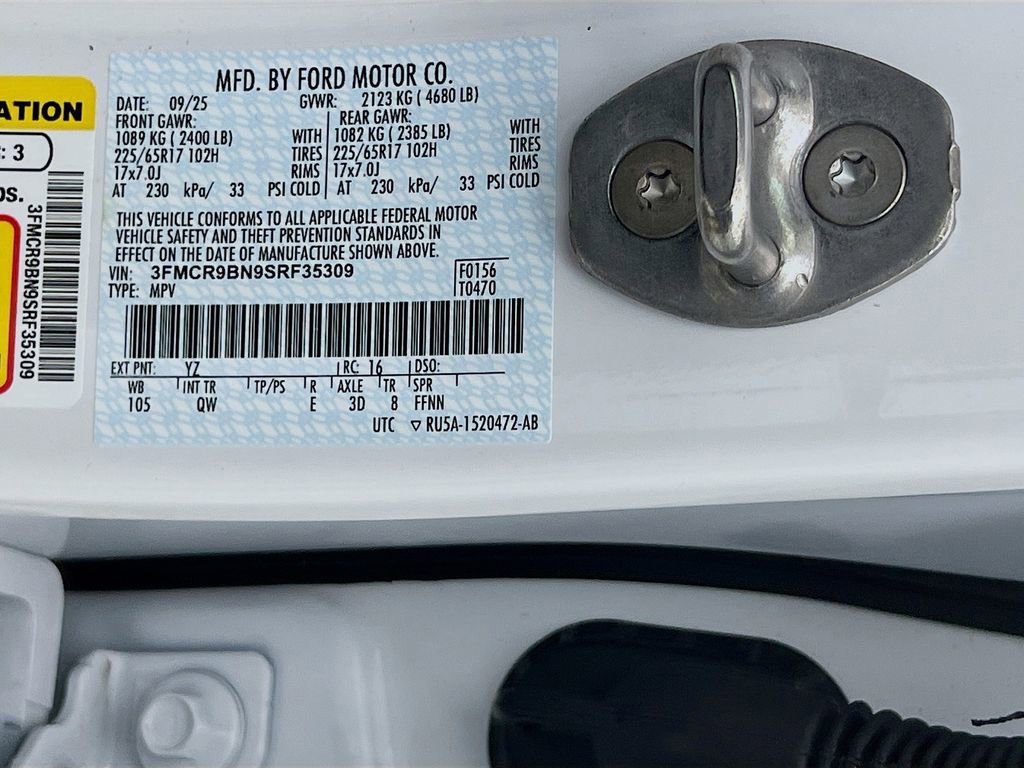 MFD. BY FORD MOTOR CO.
DATE: 09/25 GVWR: 2123 KG ( 4680 LB)
FRONT GAWR: REAR GAWR:
1089 KG ( 2400 LB) WITH 1082 KG ( 2385 LB) WITH
225/65R17 102H TIRES 225/65R17 102H TIRES
17x7.0J RIMS 17x7.0J RIMS
AT 230 kPa/ 33 PSI COLD AT 230 kPa/ 33 PSI COLD
THIS VEHICLE CONFORMS TO ALL APPLICABLE FEDERAL MOTOR
VEHICLE SAFETY AND THEFT PREVENTION STANDARDS IN
EFFECT ON THE DATE OF MANUFACTURE SHOWN ABOVE.
VIN: 3FMCR9BN9SRF35309 F0156
TYPE: MPV T0470
EXT PNT: YZ RC: 16 DSO:
WB INT TR TP/PS R AXLE TR SPR
105 QW E 3D 8 FFNN
UTC ▽ RU5A-1520472-AB
ATION
: 3
os.
3FMCR9BN9SRF35309